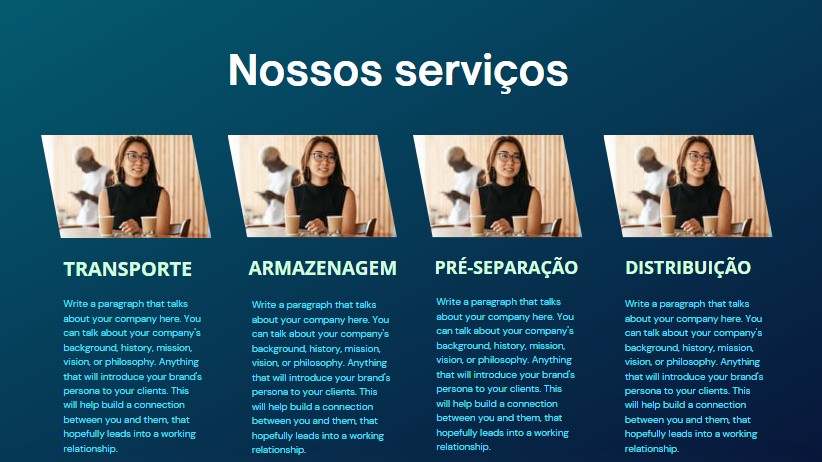 Nossos serviços
TRANSPORTE
Write a paragraph that talks
about your company here. You
can talk about your company's
background, history, mission,
vision, or philosophy. Anything
that will introduce your brand's
persona to your clients. This
will help build a connection
between you and them, that
hopefully leads into a working
relationship.
ARMAZENAGEM
Write a paragraph that talks
about your company here. You
can talk about your company's
background, history, mission,
vision, or philosophy. Anything
that will introduce your brand's
persona to your clients. This
will help build a connection
between you and them, that
hopefully leads into a working
relationship.
PRÉ-SEPARAÇÃO
Write a paragraph that talks
about your company here. You
can talk about your company's
background, history, mission,
vision, or philosophy. Anything
that will introduce your brand's
persona to your clients. This
will help build a connection
between you and them, that
hopefully leads into a working
relationship.
DISTRIBUIÇÃO
Write a paragraph that talks
about your company here. You
can talk about your company's
background, history, mission,
vision, or philosophy. Anything
that will introduce your brand's
persona to your clients. This
will help build a connection
between you and them, that
hopefully leads into a working
relationship.